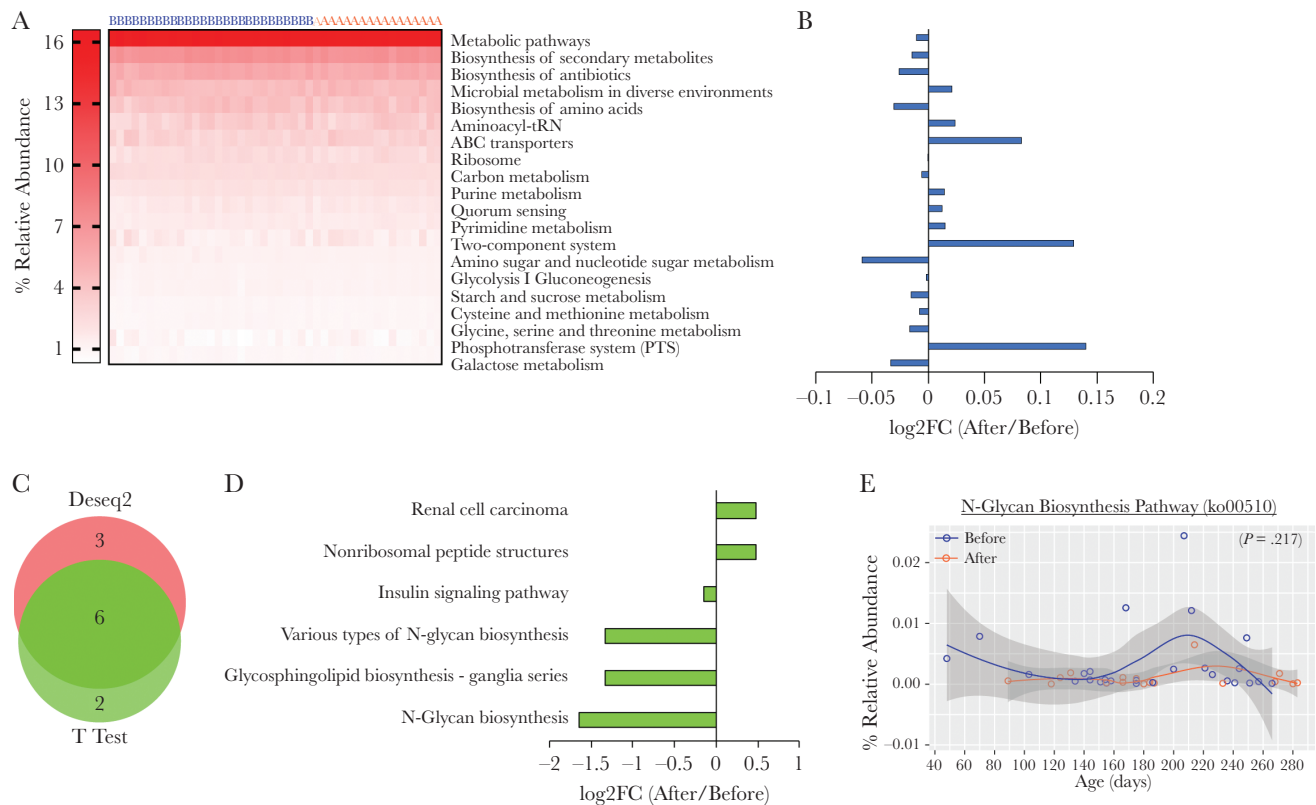 A
BBBBBBBBBBBBBBBBBBBBBBBBBBB AAAAAAAAAAAAAAAAA
% Relative Abundance
16
13
10
7
4
1
Metabolic pathways
Biosynthesis of secondary metabolites
Biosynthesis of antibiotics
Microbial metabolism in diverse environments
Biosynthesis of amino acids
Aminoacyl-tRN
ABC transporters
Ribosome
Carbon metabolism
Purine metabolism
Quorum sensing
Pyrimidine metabolism
Two-component system
Amino sugar and nucleotide sugar metabolism
Glycolysis I Gluconeogenesis
Starch and sucrose metabolism
Cysteine and methionine metabolism
Glycine, serine and threonine metabolism
Phosphotransferase system (PTS)
Galactose metabolism
B
−0.1 −0.05 0 0.05 0.1 0.15 0.2
log2FC (After/Before)
C
Deseq2
3
6
2
T Test
D
Renal cell carcinoma
Nonribosomal peptide structures
Insulin signaling pathway
Various types of N-glycan biosynthesis
Glycosphingolipid biosynthesis - ganglia series
N-Glycan biosynthesis
−2 −1.5 −1 −0.5 0 0.5 1
log2FC (After/Before)
E
N-Glycan Biosynthesis Pathway (ko00510)
Before
After
(P = .217)
% Relative Abundance
0.02
0.01
0.00
−0.01
40 60 80 100 120 140 160 180 200 220 240 260 280
Age (days)